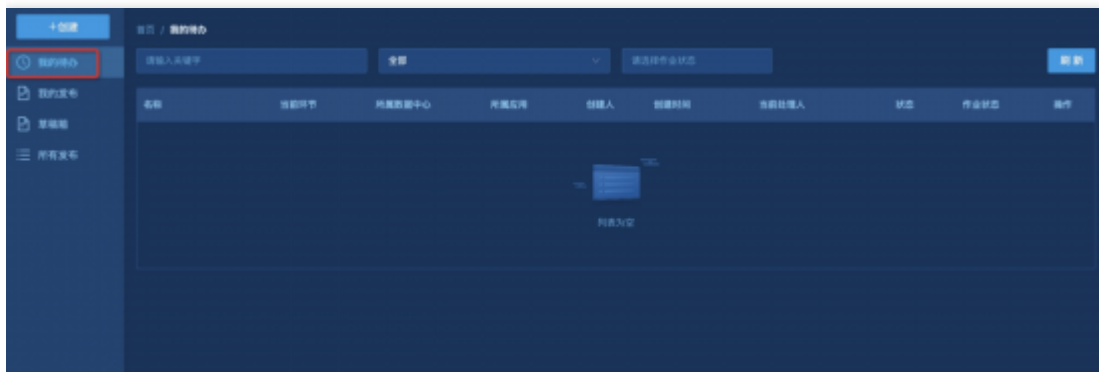 +创建
我的待办
我的发布
草稿箱
所有发布
首页 / 我的待办
请输入关键字 全部 请选择作业状态 刷新
名称 当前环节 所属数据中心 所属应用 创建人 创建时间 当前处理人 状态 作业状态 操作
列表为空